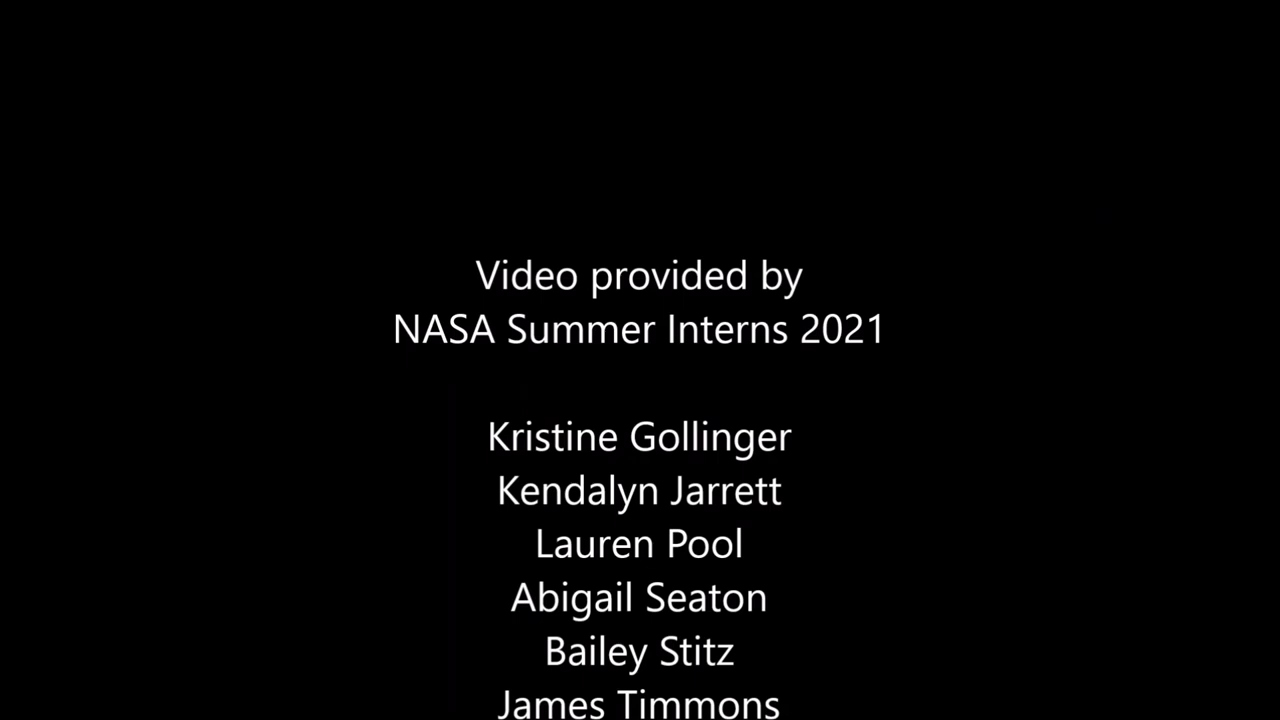 Video provided by
NASA Summer Interns 2021
Kristine Gollinger
Kendalyn Jarrett
Lauren Pool
Abigail Seaton
Bailey Stitz
James Timmons